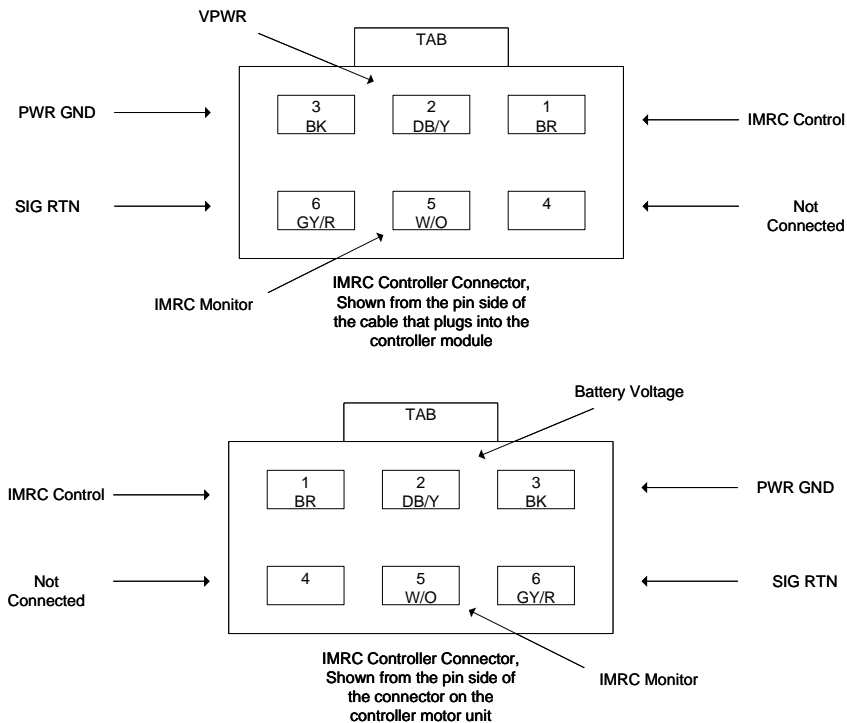 VPWR
TAB
PWR GND
3
BK
2
DB/Y
1
BR
IMRC Control
SIG RTN
6
GY/R
5
W/O
4
Not
Connected
IMRC Monitor
IMRC Controller Connector,
Shown from the pin side of
the cable that plugs into the
controller module
Battery Voltage
TAB
IMRC Control
1
BR
2
DB/Y
3
BK
PWR GND
Not
Connected
4
5
W/O
6
GY/R
SIG RTN
IMRC Controller Connector,
Shown from the pin side of
the connector on the
controller motor unit
IMRC Monitor